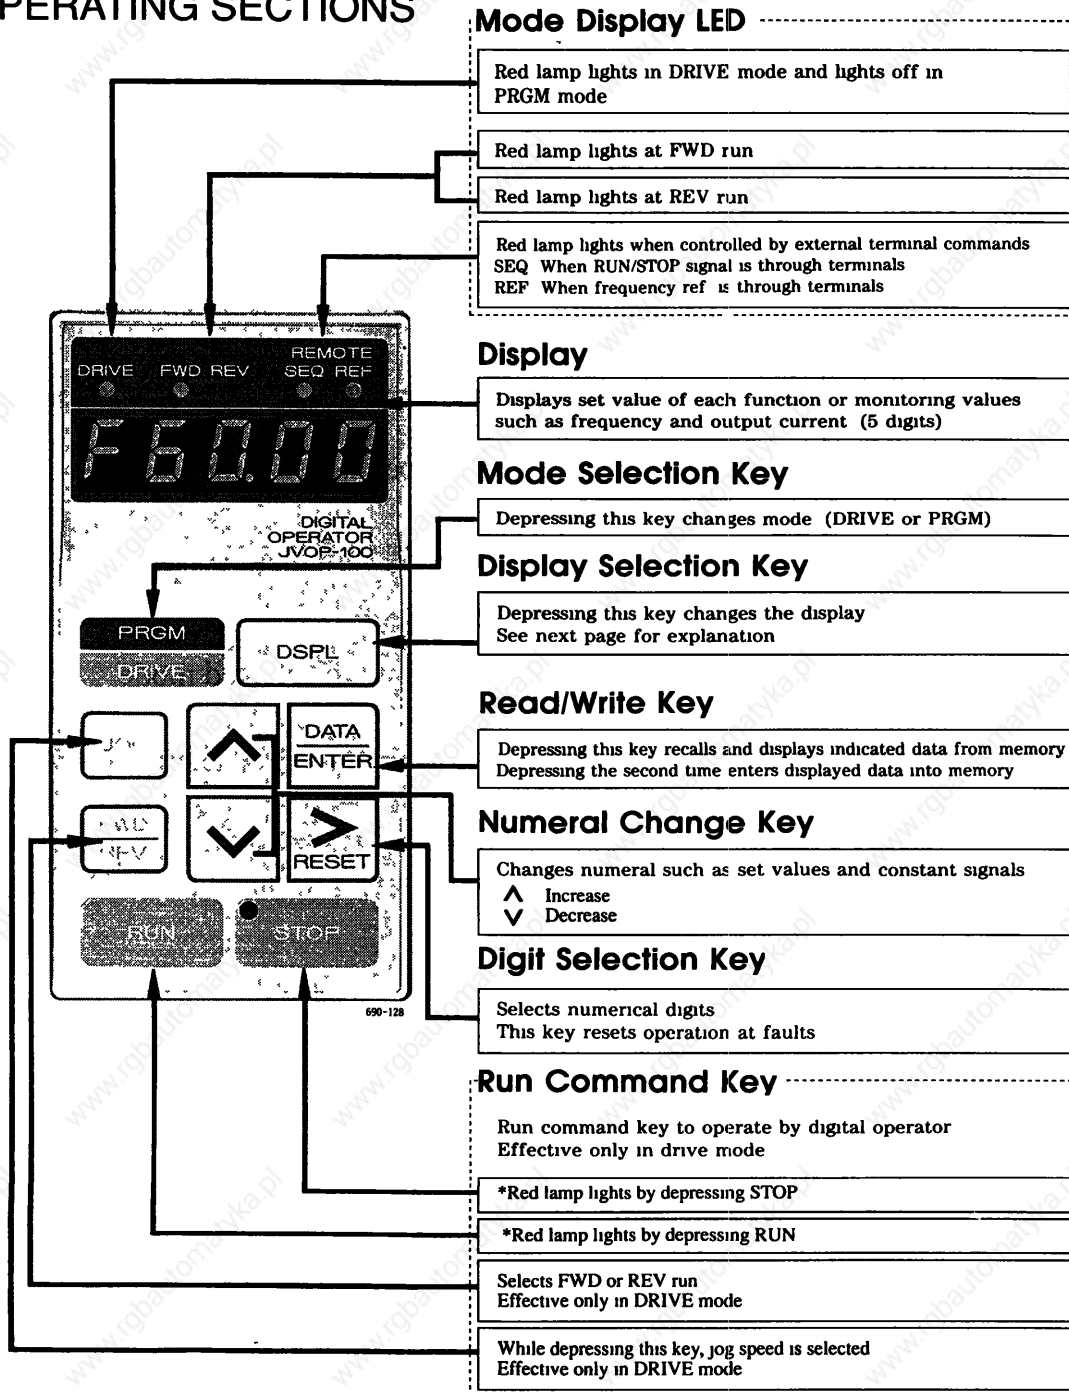 PERATING SECTIONS
Mode Display LED
Red lamp lights in DRIVE mode and lights off in
PRGM mode
Red lamp lights at FWD run
Red lamp lights at REV run
Red lamp lights when controlled by external terminal commands
SEQ When RUN/STOP signal is through terminals
REF When frequency ref is through terminals
REMOTE
DRIVE FWD REV SEQ REF
F60.00
DIGITAL
OPERATOR
JVOP-100
Display
Displays set value of each function or monitoring values
such as frequency and output current (5 digits)
Mode Selection Key
Depressing this key changes mode (DRIVE or PRGM)
Display Selection Key
Depressing this key changes the display
See next page for explanation
PRGM
DRIVE
DSPL
Read/Write Key
Depressing this key recalls and displays indicated data from memory
Depressing the second time enters displayed data into memory
DATA
ENTER
Numeral Change Key
Changes numeral such as set values and constant signals
∧ Increase
∨ Decrease
>
RESET
RUN
STOP
690-128
Digit Selection Key
Selects numerical digits
This key resets operation at faults
Run Command Key
Run command key to operate by digital operator
Effective only in drive mode
*Red lamp lights by depressing STOP
*Red lamp lights by depressing RUN
Selects FWD or REV run
Effective only in DRIVE mode
While depressing this key, jog speed is selected
Effective only in DRIVE mode
www.rgbautomatyka.pl